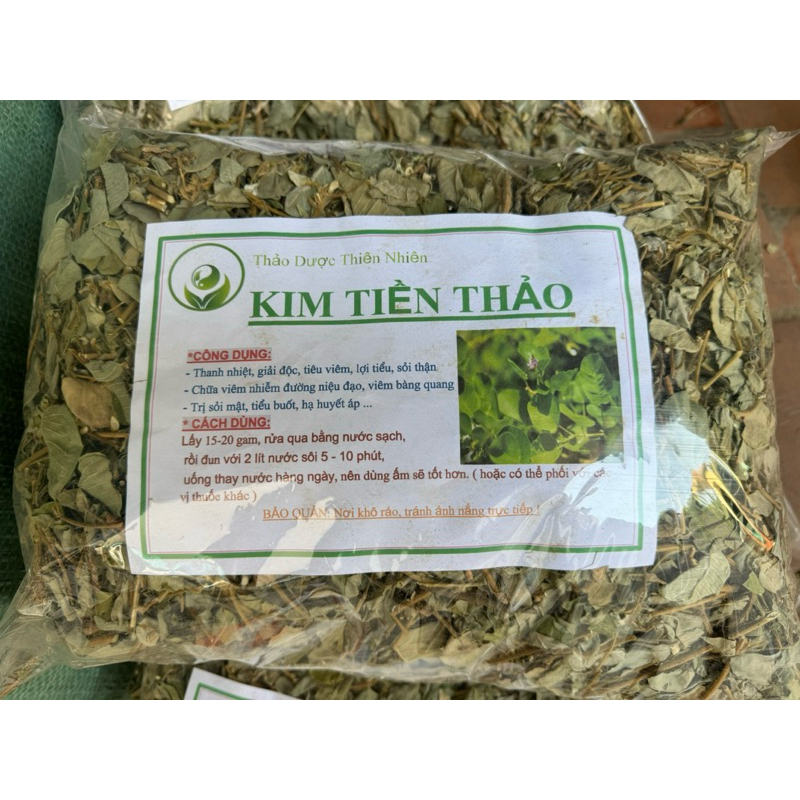 Thảo Dược Thiên Nhiên
KIM TIỀN THẢO
*CÔNG DỤNG:
- Thanh nhiệt, giải độc, tiêu viêm, lợi tiểu, sỏi thận
- Chữa viêm nhiễm đường niệu đạo, viêm bàng quang
- Trị sỏi mật, tiểu buốt, hạ huyết áp ...
* CÁCH DÙNG:
Lấy 15-20 gam, rửa qua bằng nước sạch,
rồi đun với 2 lít nước sôi 5 - 10 phút,
uống thay nước hàng ngày, nên dùng ấm sẽ tốt hơn. ( hoặc có thể phối với các
vị thuốc khác )
BẢO QUẢN: Nơi khô ráo, tránh ánh nắng trực tiếp !